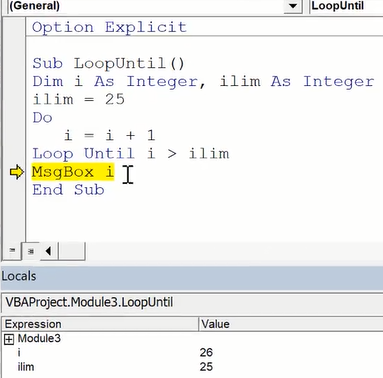 (General)
LoopUntil
Option Explicit
Sub LoopUntil()
Dim i As Integer, ilim As Integer
ilim = 25
Do
i = i + 1
Loop Until i > ilim
MsgBox i
End Sub
Locals
VBAProject.Module3.LoopUntil
Expression Value
Module3
i 26
ilim 25